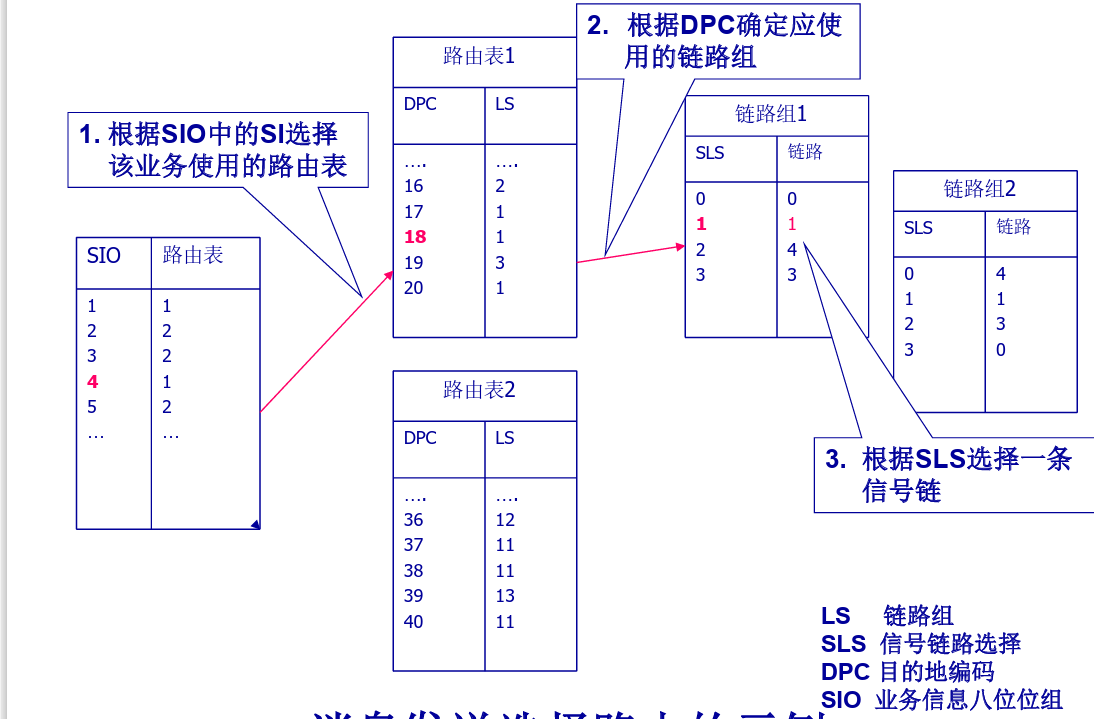 1. 根据SIO中的SI选择
该业务使用的路由表
2. 根据DPC确定应使
用的链路组
SIO 路由表
1 1
2 2
3 2
4 1
5 2
… …
路由表1
DPC LS
…. ….
16 2
17 1
18 1
19 3
20 1
路由表2
DPC LS
…. ….
36 12
37 11
38 11
39 13
40 11
链路组1
SLS 链路
0 0
1 1
2 4
3 3
链路组2
SLS 链路
0 4
1 1
2 3
3 0
3. 根据SLS选择一条
信号链
LS 链路组
SLS 信号链路选择
DPC 目的地编码
SIO 业务信息八位位组